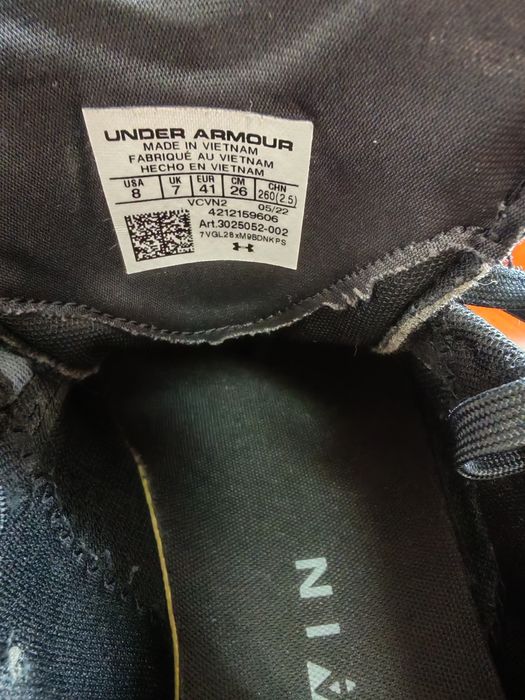 UNDER ARMOUR
MADE IN VIETNAM
FABRIQUÉ AU VIETNAM
HECHO EN VIETNAM
USA UK EUR CM CHN
8 7 41 26 260(2.5)
VCVN2 05/22
4212159606
Art.3025052-002
7VGL28xM9BDNKPS